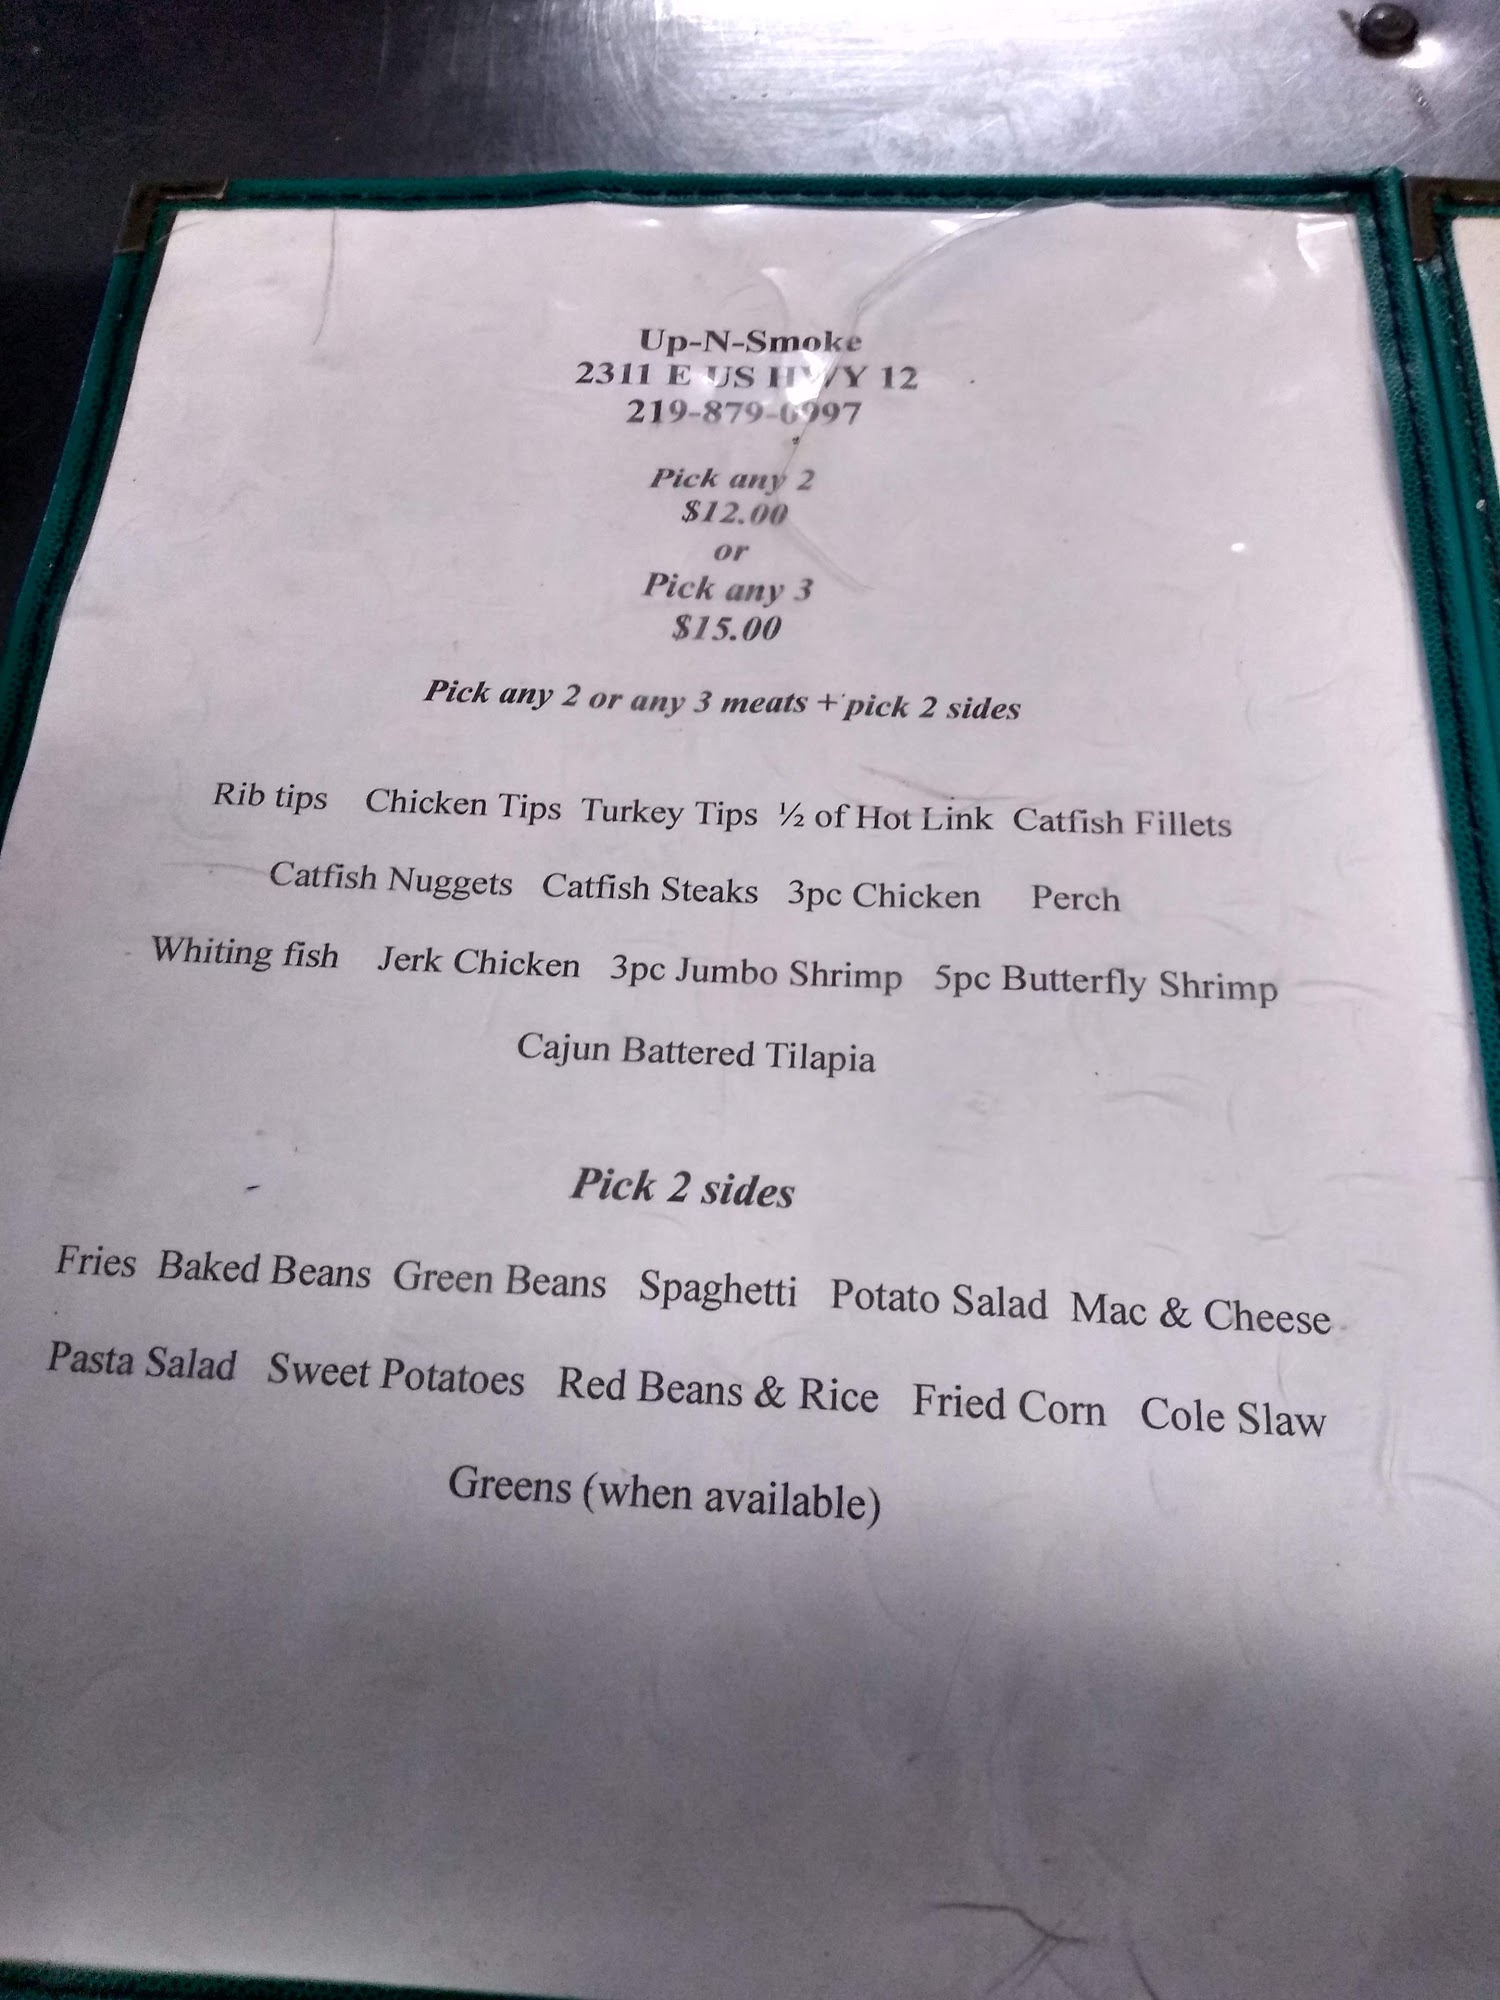 Up-N-Smoke
2311 E US HWY 12
219-879-0997
Pick any 2
$12.00
or
Pick any 3
$15.00
Pick any 2 or any 3 meats + pick 2 sides
Rib tips Chicken Tips Turkey Tips ½ of Hot Link Catfish Fillets
Catfish Nuggets Catfish Steaks 3pc Chicken Perch
Whiting fish Jerk Chicken 3pc Jumbo Shrimp 5pc Butterfly Shrimp
Cajun Battered Tilapia
Pick 2 sides
Fries Baked Beans Green Beans Spaghetti Potato Salad Mac & Cheese
Pasta Salad Sweet Potatoes Red Beans & Rice Fried Corn Cole Slaw
Greens (when available)